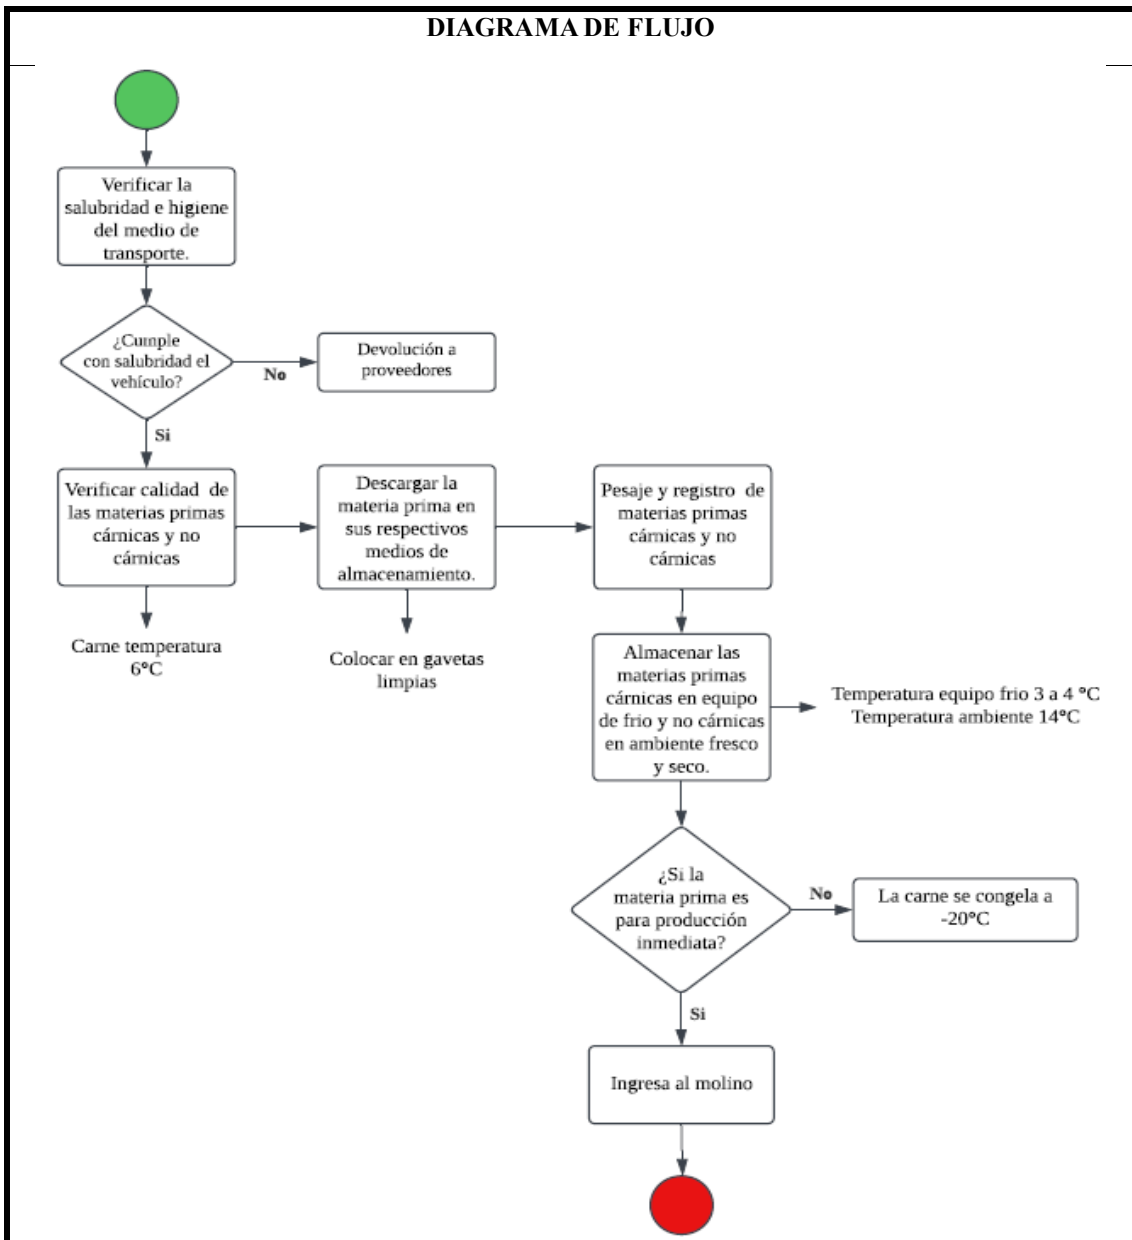 DIAGRAMA DE FLUJO
Verificar la
salubridad e higiene
del medio de
transporte.
¿Cumple
con salubridad el
vehículo?
No
Devolución a
proveedores
Si
Verificar calidad de
las materias primas
cárnicas y no
cárnicas
Descargar la
materia prima en
sus respectivos
medios de
almacenamiento.
Pesaje y registro de
materias primas
cárnicas y no
cárnicas
Carne temperatura
6°C
Colocar en gavetas
limpias
Almacenar las
materias primas
cárnicas en equipo
de frio y no cárnicas
en ambiente fresco
y seco.
Temperatura equipo frio 3 a 4 °C
Temperatura ambiente 14°C
¿Si la
materia prima es
para producción
inmediata?
No
La carne se congela a
-20°C
Si
Ingresa al molino